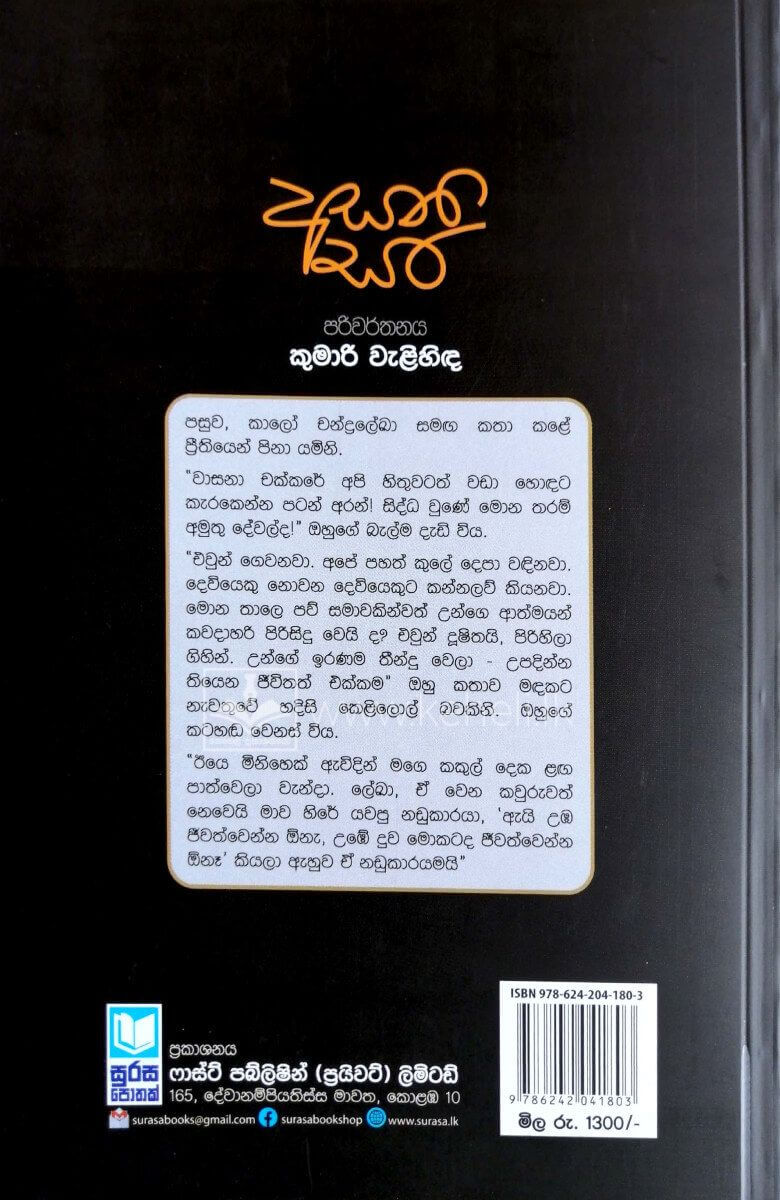 අසනි
සර
පරිවර්තනය
කුමාරි වැළිහිඳ
පසුව, කාලෝ චන්ද්‍රලේඛා සමඟ කතා කළේ
ප්‍රීතියෙන් පිනා යමිනි.
"වාසනා චක්කරේ අපි හිතුවටත් වඩා හොඳට
කැරකෙන්න පටන් අරන්! සිද්ධ වුණේ මොන තරම්
අමුතු දේවල්ද!" ඔහුගේ බැල්ම දැඩි විය.
"එවුන් ගෙවනවා. අපේ පහත් කුලේ දෙපා වඳිනවා.
දෙවියෙකු නොවන දෙවියෙකුට කන්නලව් කියනවා.
මොන තාලෙ පව් සමාවකින්වත් උන්ගෙ ආත්මයන්
කවදාහරි පිරිසිදු වෙයි ද? එවුන් දූෂිතයි, පිරිහිලා
ගිහින්. උන්ගේ ඉරණම තීන්දු වෙලා - උපදින්න
තියෙන ජීවිතත් එක්කම" ඔහු කතාව මඳකට
නැවතුවේ හදිසි කෙළිලොල් බවකිනි. ඔහුගේ
කටහඬ වෙනස් විය.
"ඊයෙ මිනිහෙක් ඇවිදින් මගෙ කකුල් දෙක ළඟ
පාත්වෙලා වැන්දා. ලේඛා, ඒ වෙන කවුරුවත්
නෙවෙයි මාව හිරේ යවපු නඩුකාරයා, 'ඇයි උඹ
ජීවත්වෙන්න ඕනැ, උඹේ දුව මොකටද ජීවත්වෙන්න
ඕනෑ' කියලා ඇහුව ඒ නඩුකාරයමයි"
ISBN 978-624-204-180-3
9 786242 041803
මිල රු. 1300/-
සුරස
පොතක්
ප්‍රකාශනය
ෆාස්ට් පබ්ලිෂින් (ප්‍රයිවට්) ලිමිටඩ්
165, දේවානම්පියතිස්ස මාවත, කොළඹ 10
surasabooks@gmail.com surasabookshop www.surasa.lk